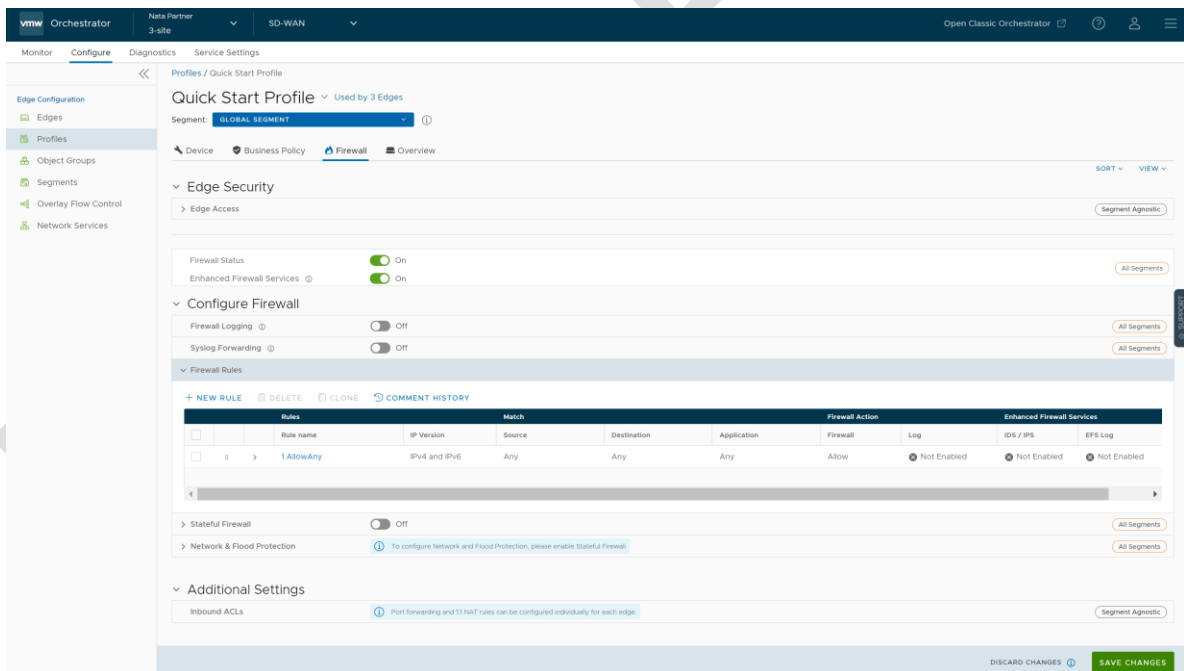 vmw Orchestrator
Nata Partner
3-site
SD-WAN
Open Classic Orchestrator
Monitor Configure Diagnostics Service Settings
Profiles / Quick Start Profile
Edge Configuration
Edges
Profiles
Object Groups
Segments
Overlay Flow Control
Network Services
Quick Start Profile Used by 3 Edges
Segment: GLOBAL SEGMENT
Device Business Policy Firewall Overview
SORT VIEW
Edge Security
Edge Access Segment Agnostic
Firewall Status On
All Segments
Enhanced Firewall Services On
Configure Firewall
Firewall Logging Off All Segments
Syslog Forwarding Off All Segments
Firewall Rules
+ NEW RULE DELETE CLONE COMMENT HISTORY
Rules Match Firewall Action Enhanced Firewall Services
Rule name IP Version Source Destination Application Firewall Log IDS / IPS EFS Log
1 AllowAny IPv4 and IPv6 Any Any Any Allow Not Enabled Not Enabled Not Enabled
Stateful Firewall Off All Segments
Network & Flood Protection To configure Network and Flood Protection, please enable Stateful Firewall All Segments
Additional Settings
Inbound ACLs Port forwarding and 1:1 NAT rules can be configured individually for each edge. Segment Agnostic
SUPPORT
DISCARD CHANGES SAVE CHANGES